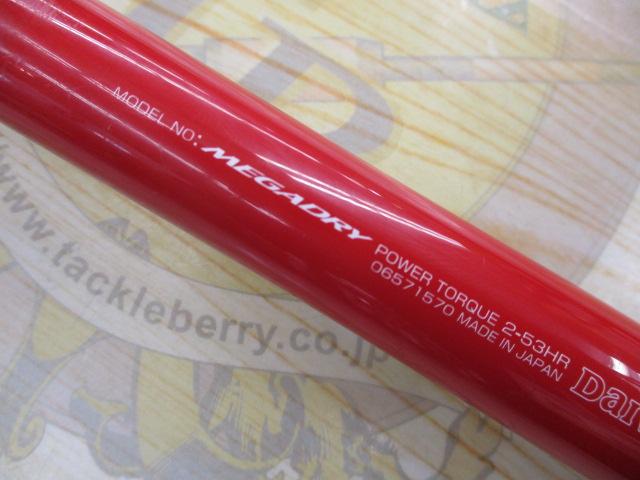 MODEL NO: MEGADRY POWER TORQUE 2-53HR
06571570 MADE IN JAPAN
www.tackleberry.co.jp